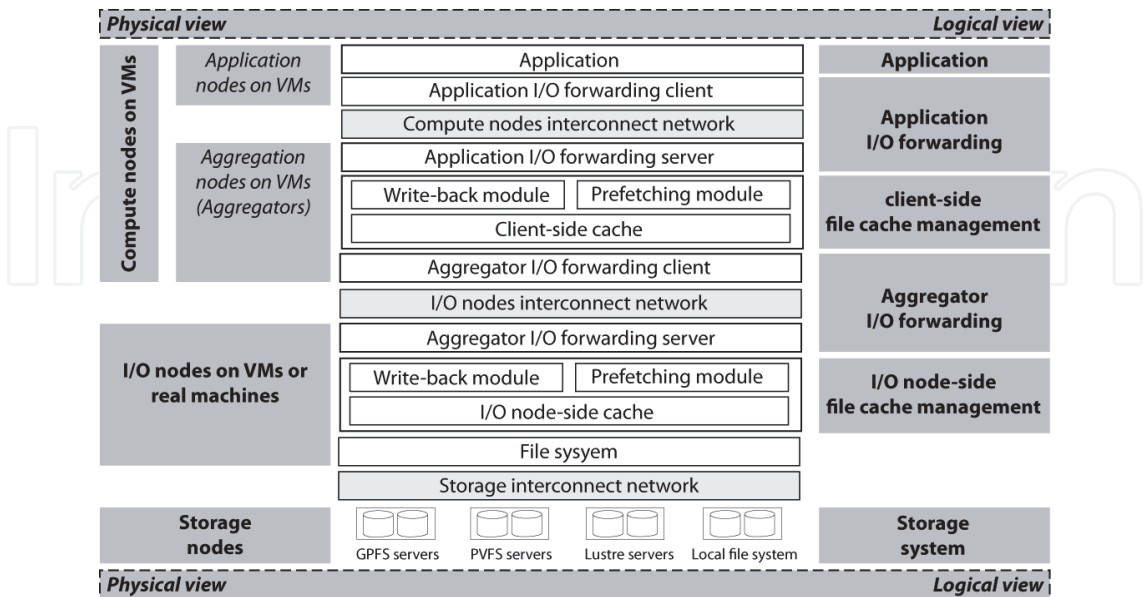 Physical view
Logical view
Compute nodes on VMs
Application
nodes on VMs
Application
Application
Application I/O forwarding client
Application
I/O forwarding
Compute nodes interconnect network
Aggregation
nodes on VMs
(Aggregators)
Application I/O forwarding server
Write-back module
Prefetching module
client-side
file cache management
Client-side cache
Aggregator I/O forwarding client
Aggregator
I/O forwarding
I/O nodes interconnect network
Aggregator I/O forwarding server
I/O nodes on VMs or
real machines
Write-back module
Prefetching module
I/O node-side
file cache management
I/O node-side cache
File sysyem
Storage interconnect network
Storage
nodes
GPFS servers
PVFS servers
Lustre servers
Local file system
Storage
system
Physical view
Logical view